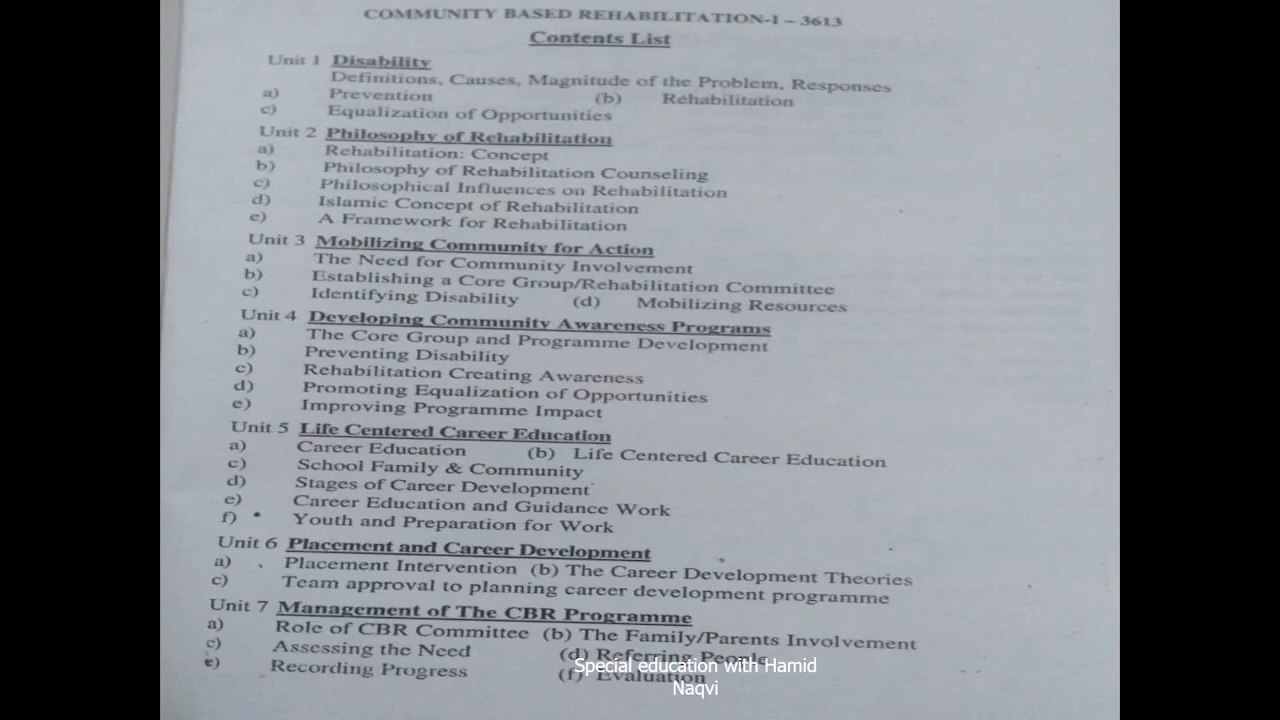 COMMUNITY BASED REHABILITATION-I – 3613
Contents List
Unit 1 Disability
Definitions, Causes, Magnitude of the Problem, Responses
a) Prevention (b) Rehabilitation
c) Equalization of Opportunities
Unit 2 Philosophy of Rehabilitation
a) Rehabilitation: Concept
b) Philosophy of Rehabilitation Counseling
c) Philosophical Influences on Rehabilitation
d) Islamic Concept of Rehabilitation
e) A Framework for Rehabilitation
Unit 3 Mobilizing Community for Action
a) The Need for Community Involvement
b) Establishing a Core Group/Rehabilitation Committee
c) Identifying Disability (d) Mobilizing Resources
Unit 4 Developing Community Awareness Programs
a) The Core Group and Programme Development
b) Preventing Disability
c) Rehabilitation Creating Awareness
d) Promoting Equalization of Opportunities
e) Improving Programme Impact
Unit 5 Life Centered Career Education
a) Career Education (b) Life Centered Career Education
c) School Family & Community
d) Stages of Career Development
e) Career Education and Guidance Work
f) Youth and Preparation for Work
Unit 6 Placement and Career Development
a) Placement Intervention (b) The Career Development Theories
c) Team approval to planning career development programme
Unit 7 Management of The CBR Programme
a) Role of CBR Committee (b) The Family/Parents Involvement
c) Assessing the Need (d) Referring People
e) Recording Progress (f) Evaluation
Special education with Hamid
Naqvi